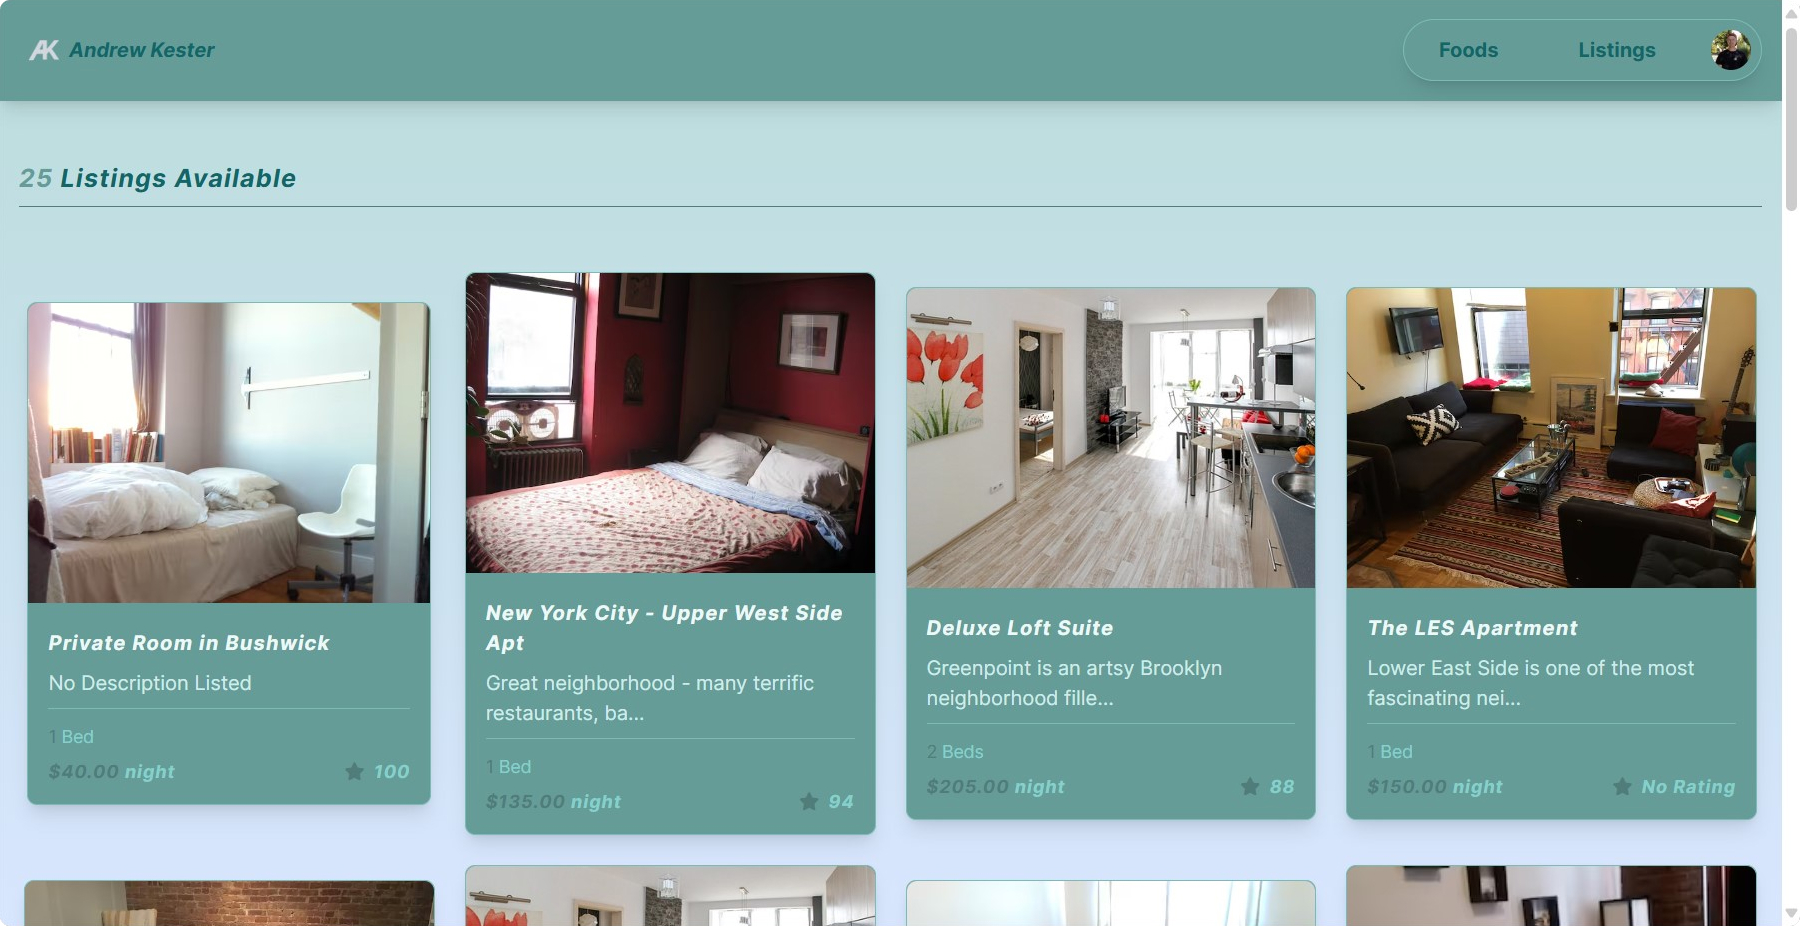 AK Andrew Kester
Foods
Listings
25 Listings Available
Private Room in Bushwick
No Description Listed
1 Bed
$40.00 night
100
New York City - Upper West Side
Apt
Great neighborhood - many terrific
restaurants, ba...
1 Bed
$135.00 night
94
Deluxe Loft Suite
Greenpoint is an artsy Brooklyn
neighborhood fille...
2 Beds
$205.00 night
88
The LES Apartment
Lower East Side is one of the most
fascinating nei...
1 Bed
$150.00 night
No Rating